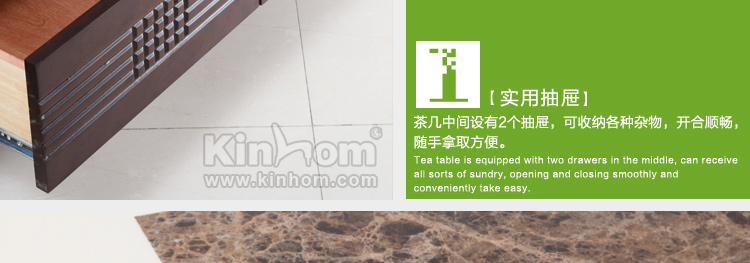 Kinhom®
www.kinhom.com
【实用抽屉】
茶几中间设有2个抽屉，可收纳各种杂物，开合顺畅，
随手拿取方便。
Tea table is equipped with two drawers in the middle, can receive
all sorts of sundry, opening and closing smoothly and
conveniently take easy.